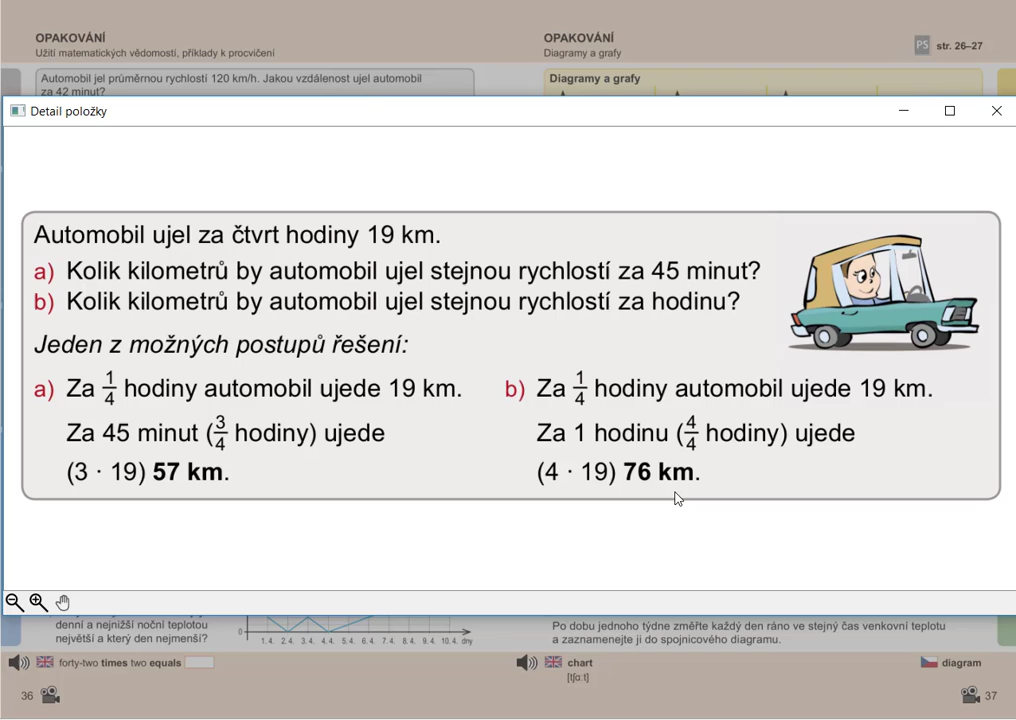 OPAKOVÁNÍ
Užití matematických vědomostí, příklady k procvičení
OPAKOVÁNÍ
Diagramy a grafy
PS str. 26–27
Automobil jel průměrnou rychlostí 120 km/h. Jakou vzdálenost ujel automobil
za 42 minut?
Diagramy a grafy
Detail položky
Automobil ujel za čtvrt hodiny 19 km.
a) Kolik kilometrů by automobil ujel stejnou rychlostí za 45 minut?
b) Kolik kilometrů by automobil ujel stejnou rychlostí za hodinu?
Jeden z možných postupů řešení:
a) Za 1/4 hodiny automobil ujede 19 km.
Za 45 minut (3/4 hodiny) ujede
(3 · 19) 57 km.
b) Za 1/4 hodiny automobil ujede 19 km.
Za 1 hodinu (4/4 hodiny) ujede
(4 · 19) 76 km.
denní a nejnižší noční teplotou
největší a který den nejmenší?
0
1. 4. 2. 4. 3. 4. 4. 4. 5. 4. 6. 4. 7. 4. 8. 4. 9. 4. 10. 4. dny
Po dobu jednoho týdne změřte každý den ráno ve stejný čas venkovní teplotu
a zaznamenejte ji do spojnicového diagramu.
forty-two times two equals
chart
[tʃɑːt]
diagram
36
37